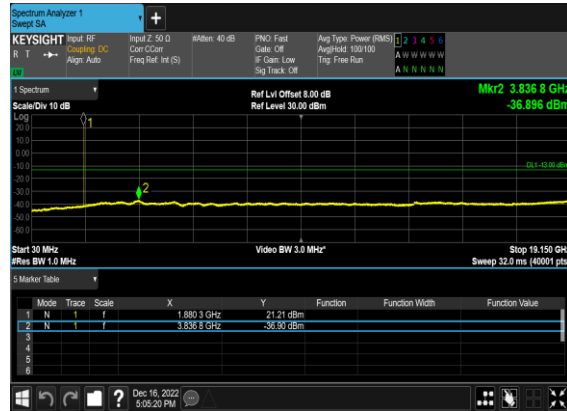 Spectrum Analyzer 1
Swept SA
+
KEYSIGHT Input: RF Input Z: 50 Ω #Atten: 40 dB PNO: Fast Avg Type: Power (RMS) 1 2 3 4 5 6
R T Coupling: DC Corr CCorr Gate: Off Avg|Hold: 100/100 A W W W W W
Align: Auto Freq Ref: Int (S) IF Gain: Low Trig: Free Run
Sig Track: Off A N N N N N
1 Spectrum Ref Lvl Offset 8.00 dB Mkr2 3.836 8 GHz
Scale/Div 10 dB Ref Level 30.00 dBm -36.896 dBm
Log
20.0 1
10.0
0.00
-10.0 DL1 -13.00 dBm
-20.0
-30.0 2
-40.0
-50.0
-60.0
Start 30 MHz Video BW 3.0 MHz* Stop 19.150 GHz
#Res BW 1.0 MHz Sweep 32.0 ms (40001 pts)
5 Marker Table
Mode Trace Scale X Y Function Function Width Function Value
1 N 1 f 1.880 3 GHz 21.21 dBm
2 N 1 f 3.836 8 GHz -36.90 dBm
3
4
5
6
? Dec 16, 2022
5:05:20 PM